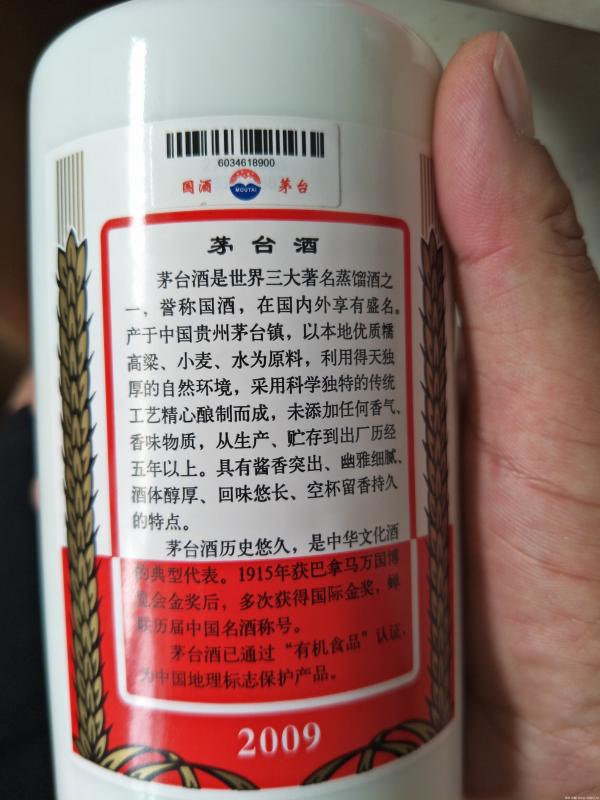 6034618900
国酒 MOUTAI 茅台
茅台酒
茅台酒是世界三大著名蒸馏酒之
一，誉称国酒，在国内外享有盛名。
产于中国贵州茅台镇，以本地优质糯
高粱、小麦、水为原料，利用得天独
厚的自然环境，采用科学独特的传统
工艺精心酿制而成，未添加任何香气、
香味物质，从生产、贮存到出厂历经
五年以上。具有酱香突出、幽雅细腻、
酒体醇厚、回味悠长、空杯留香持久
的特点。
茅台酒历史悠久，是中华文化酒
的典型代表。1915年获巴拿马万国博
览会金奖后，多次获得国际金奖，蝉
联历届中国名酒称号。
茅台酒已通过“有机食品”认证，
为中国地理标志保护产品。
2009